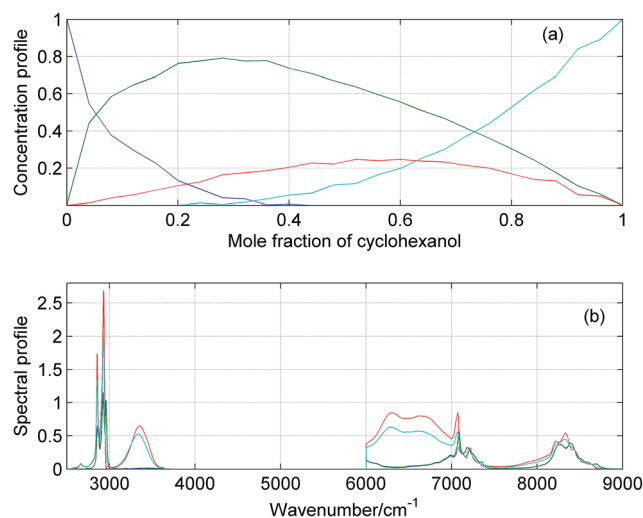 1
0.8
0.6
0.4
0.2
Concentration profile
(a)
0 0.2 0.4 0.6 0.8 1
Mole fraction of cyclohexanol
2.5
2
1.5
1
0.5
0
Spectral profile
(b)
3000 4000 5000 6000 7000 8000 9000
Wavenumber/cm-1